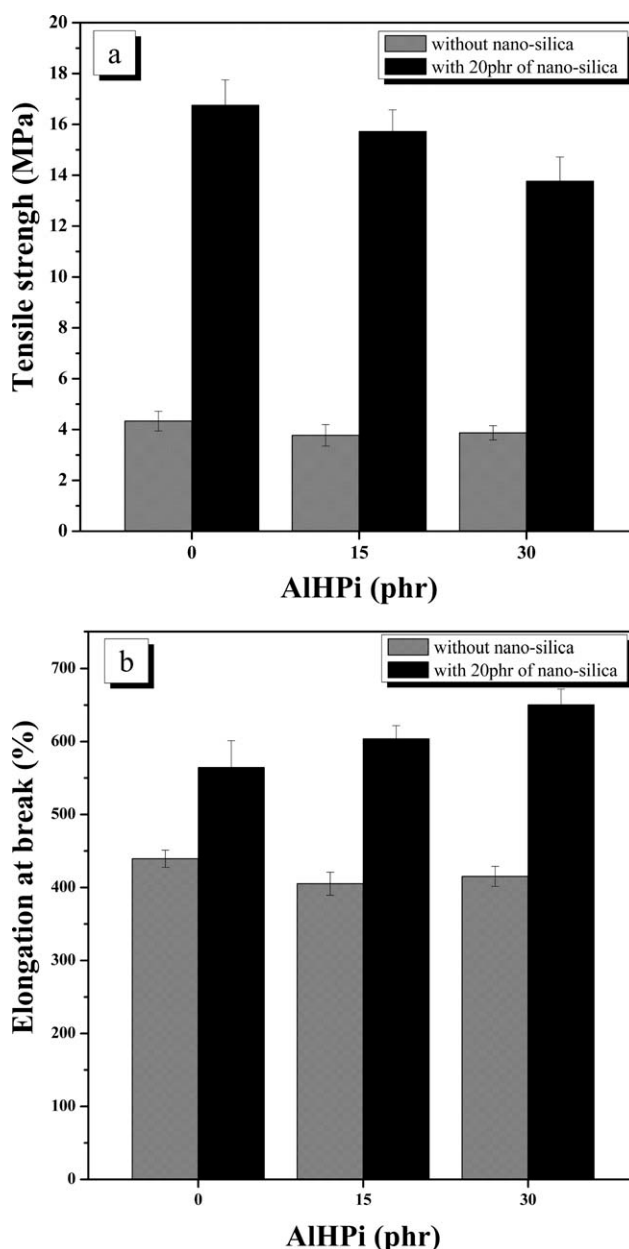 a
without nano-silica
with 20phr of nano-silica
Tensile strengh (MPa)
20
18
16
14
12
10
8
6
4
2
0
0 15 30
AlHPi (phr)
b
without nano-silica
with 20phr of nano-silica
Elongation at break (%)
700
600
500
400
300
200
100
0
0 15 30
AlHPi (phr)